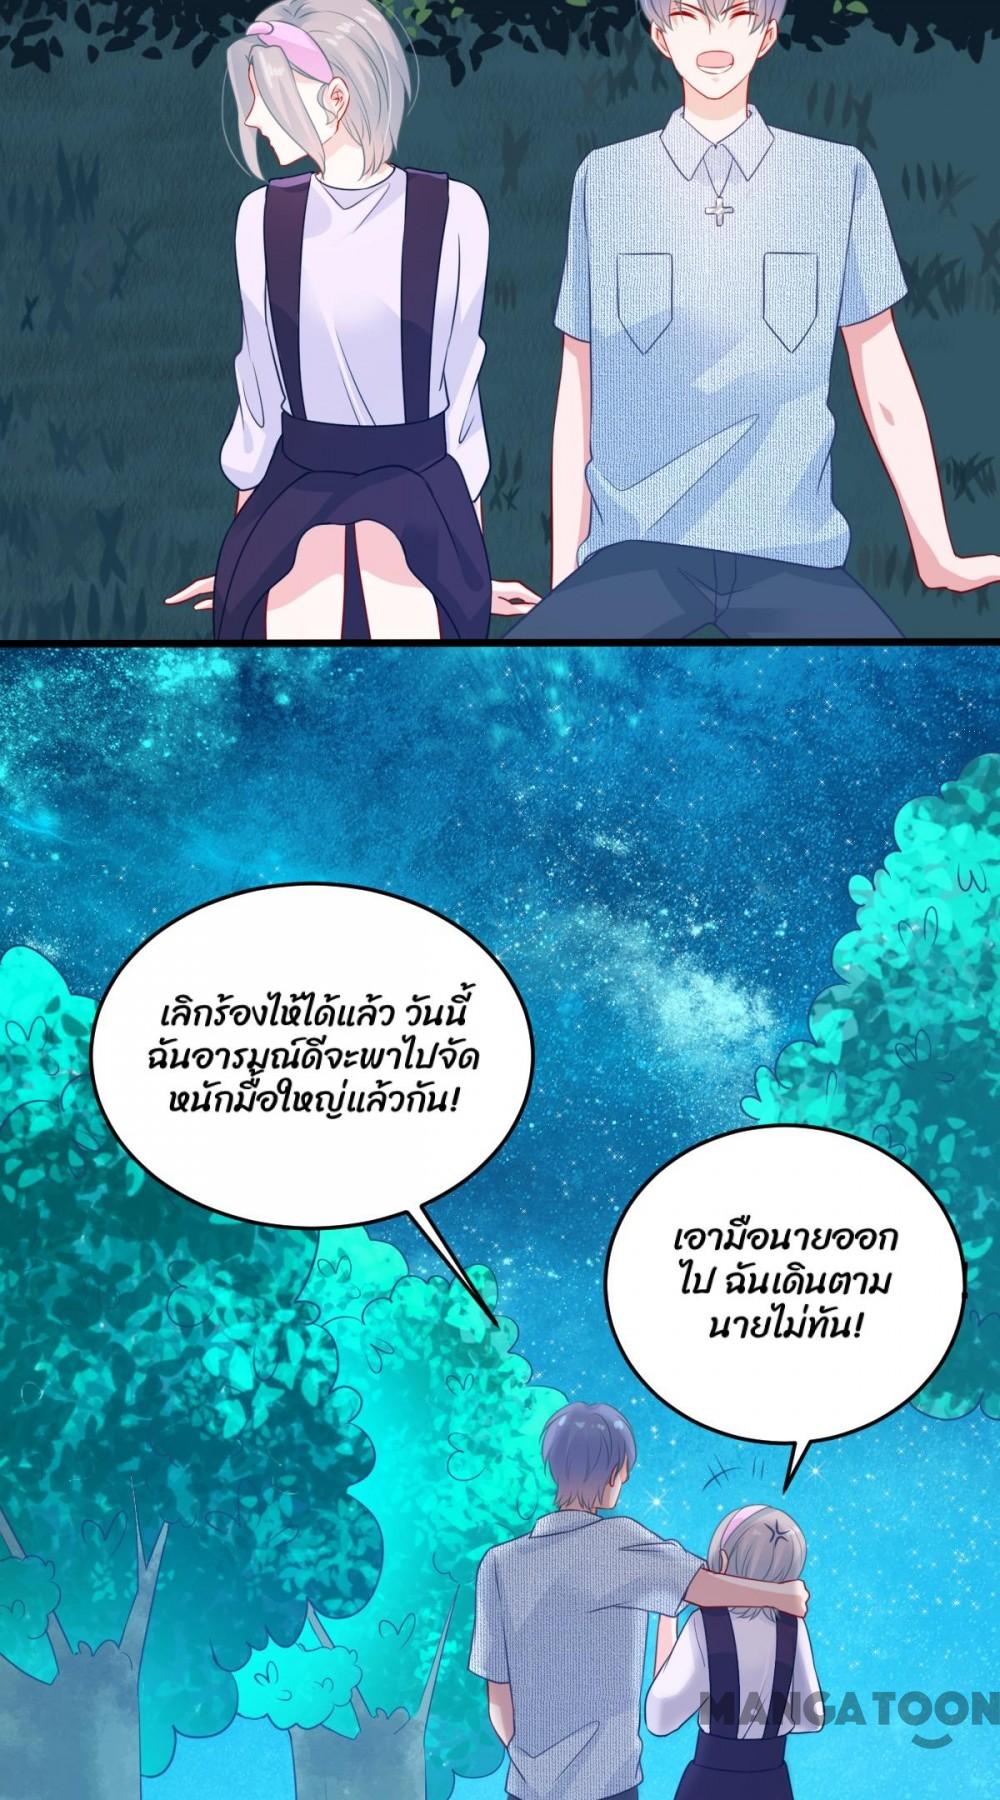 เลิกร้องไห้ได้แล้ว วันนี้
ฉันอารมณ์ดีจะพาไปจัด
หนักมื้อใหญ่แล้วกัน!
เอามือนายออก
ไป ฉันเดินตาม
นายไม่ทัน!
MANGATOON